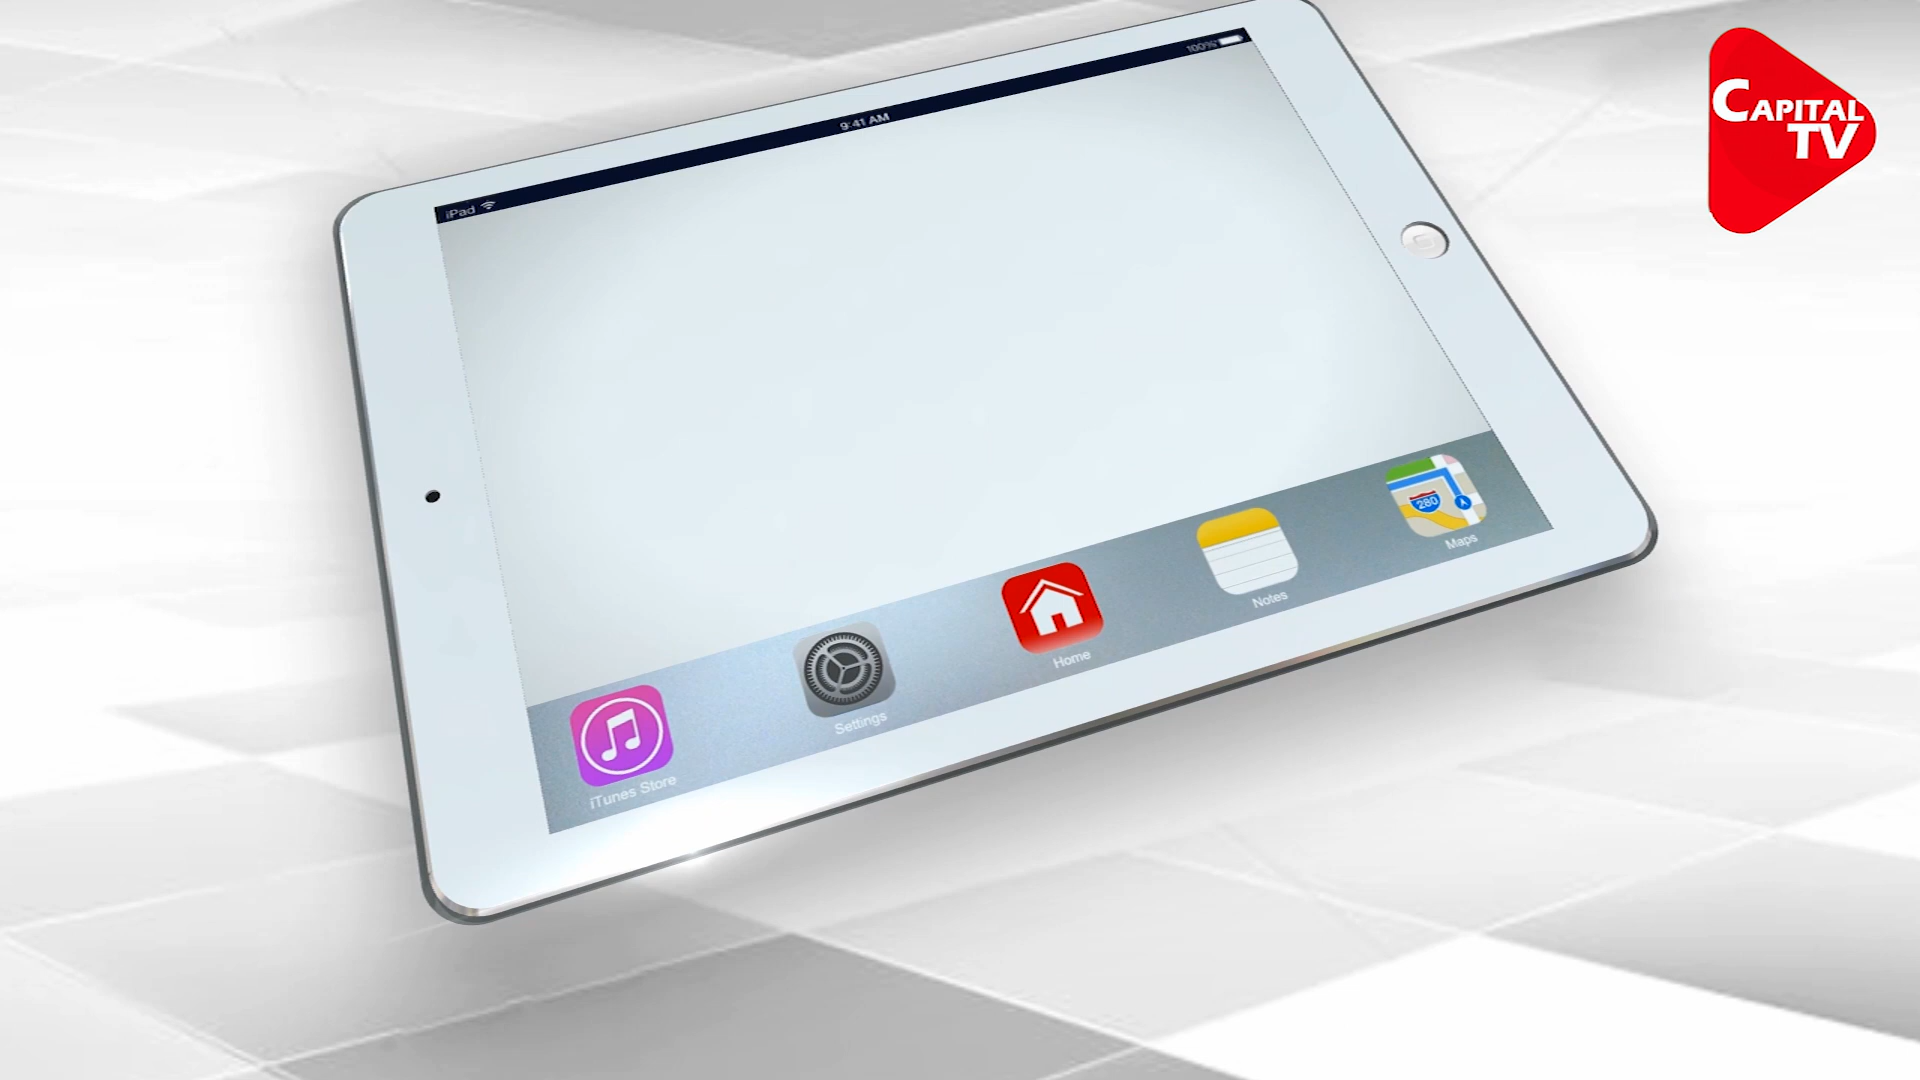 100%
9:41 AM
iPad
CAPITAL
TV
280
Maps
Notes
Home
Settings
iTunes Store